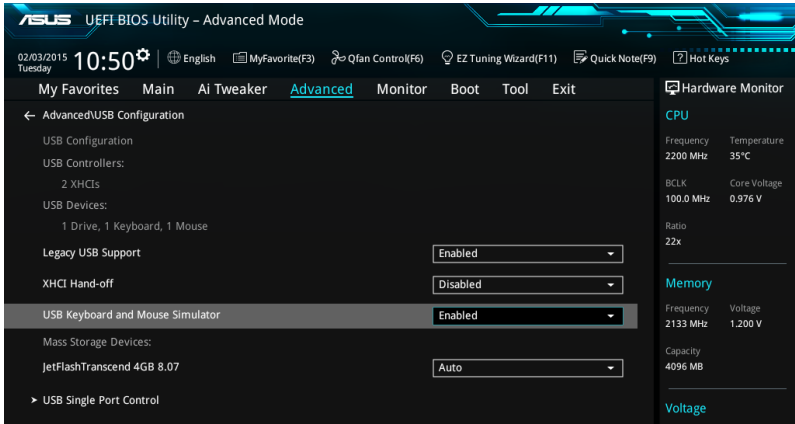 ASUS UEFI BIOS Utility – Advanced Mode
02/03/2015
Tuesday
10:50
English
MyFavorite(F3)
Qfan Control(F6)
EZ Tuning Wizard(F11)
Quick Note(F9)
? Hot Keys
My Favorites Main Ai Tweaker Advanced Monitor Boot Tool Exit
Hardware Monitor
← Advanced\USB Configuration
USB Configuration
USB Controllers:
2 XHCIs
USB Devices:
1 Drive, 1 Keyboard, 1 Mouse
Legacy USB Support Enabled
XHCI Hand-off Disabled
USB Keyboard and Mouse Simulator Enabled
Mass Storage Devices:
JetFlashTranscend 4GB 8.07 Auto
> USB Single Port Control
CPU
Frequency Temperature
2200 MHz 35°C
BCLK Core Voltage
100.0 MHz 0.976 V
Ratio
22x
Memory
Frequency Voltage
2133 MHz 1.200 V
Capacity
4096 MB
Voltage